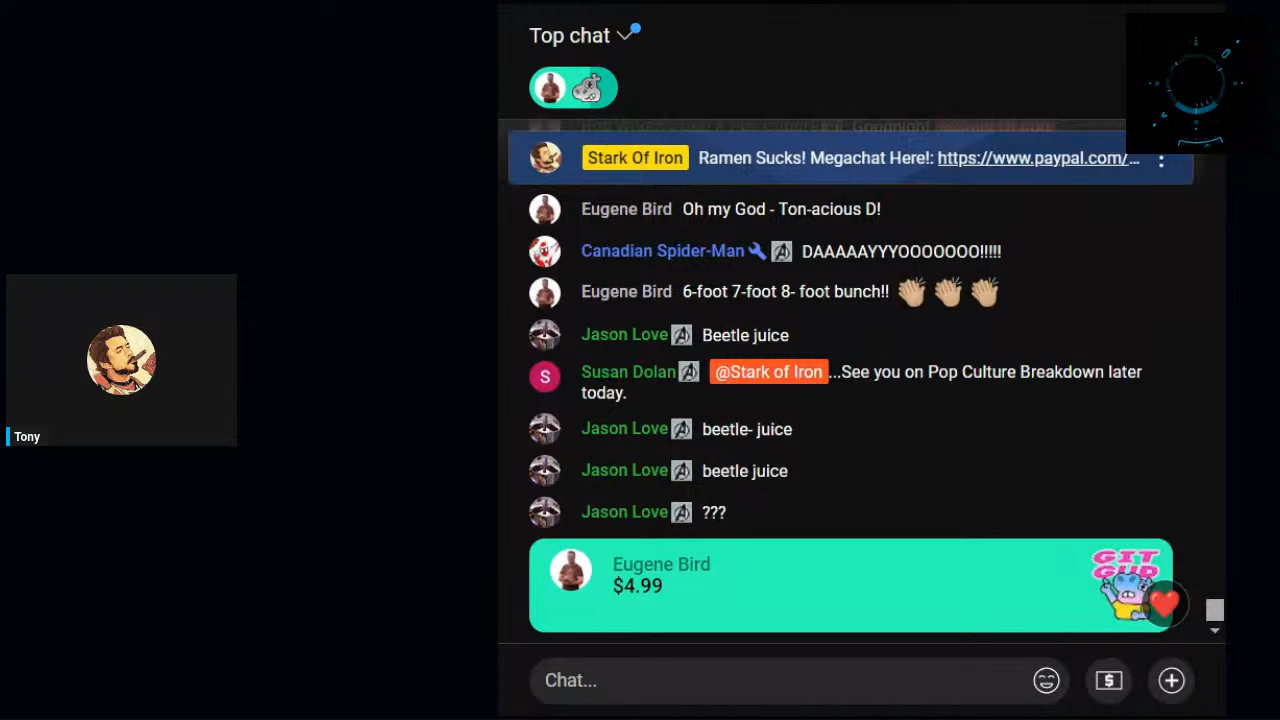 Top chat
Goodnight
Stark Of Iron Ramen Sucks! Megachat Here!: https://www.paypal.com/...
Eugene Bird Oh my God - Ton-acious D!
Canadian Spider-Man DAAAAAYYYOOOOOOO!!!!!
Eugene Bird 6-foot 7-foot 8- foot bunch!!
Jason Love Beetle juice
S Susan Dolan @Stark of Iron...See you on Pop Culture Breakdown later
today.
Jason Love beetle- juice
Jason Love beetle juice
Tony
Jason Love ???
Eugene Bird
$4.99
GIT
GUD
Chat...